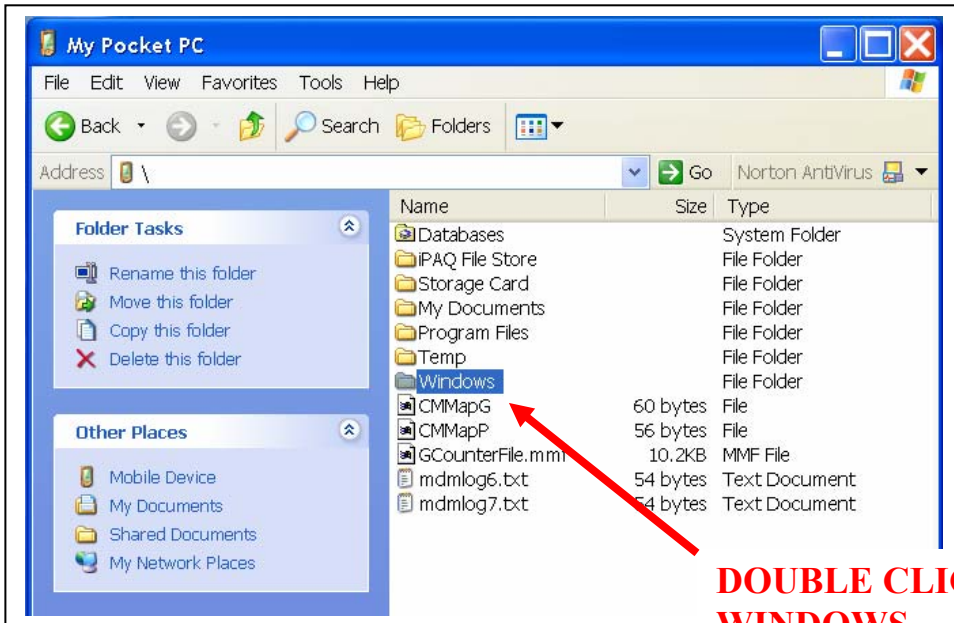 My Pocket PC
File Edit View Favorites Tools Help
Back Search Folders
Address \ Go Norton AntiVirus
Folder Tasks
Rename this folder
Move this folder
Copy this folder
Delete this folder
Other Places
Mobile Device
My Documents
Shared Documents
My Network Places
Name Size Type
Databases System Folder
iPAQ File Store File Folder
Storage Card File Folder
My Documents File Folder
Program Files File Folder
Temp File Folder
Windows File Folder
CMMapG 60 bytes File
CMMapP 56 bytes File
GCounterFile.mmf 10.2KB MMF File
mdmlog6.txt 54 bytes Text Document
mdmlog7.txt 54 bytes Text Document
DOUBLE
WINDOWS